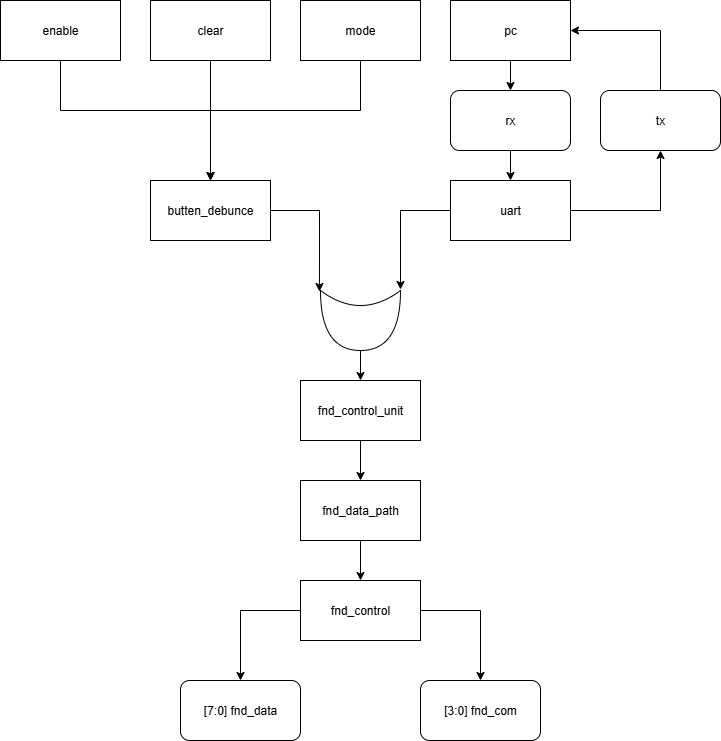 enable
clear
mode
pc
rx
tx
butten_debunce
uart
fnd_control_unit
fnd_data_path
fnd_control
[7:0] fnd_data
[3:0] fnd_com